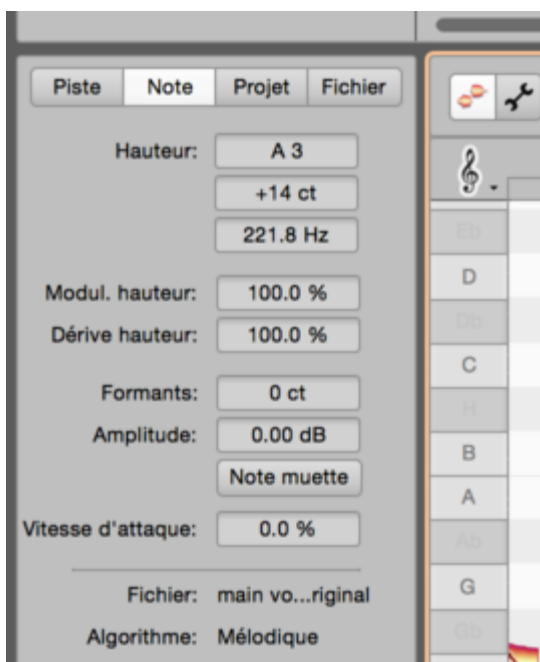 Piste Note Projet Fichier
Hauteur: A 3
+14 ct
221.8 Hz
Modul. hauteur: 100.0 %
Dérive hauteur: 100.0 %
Formants: 0 ct
Amplitude: 0.00 dB
Note muette
Vitesse d'attaque: 0.0 %
Fichier: main vo...riginal
Algorithme: Mélodique
Eb
D
Db
C
H
B
A
Ab
G
Gb